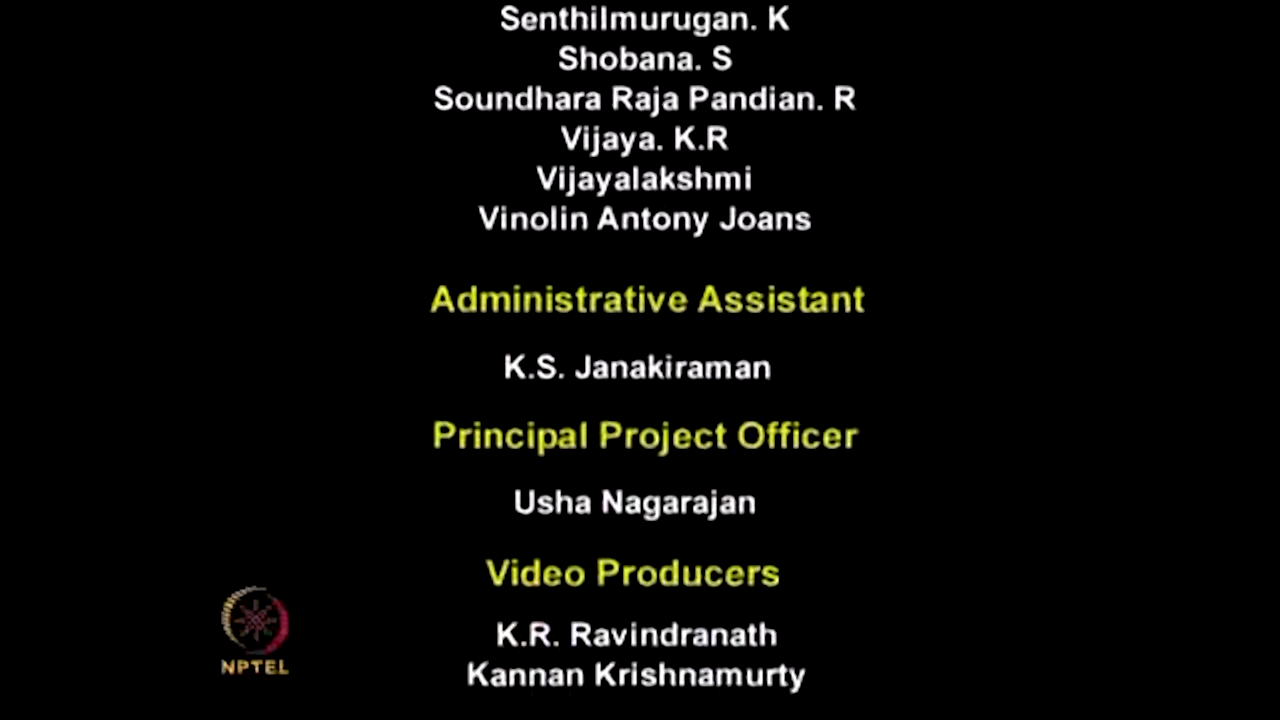 Senthilmurugan. K
Shobana. S
Soundhara Raja Pandian. R
Vijaya. K.R
Vijayalakshmi
Vinolin Antony Joans
Administrative Assistant
K.S. Janakiraman
Principal Project Officer
Usha Nagarajan
Video Producers
K.R. Ravindranath
Kannan Krishnamurty
NPTEL